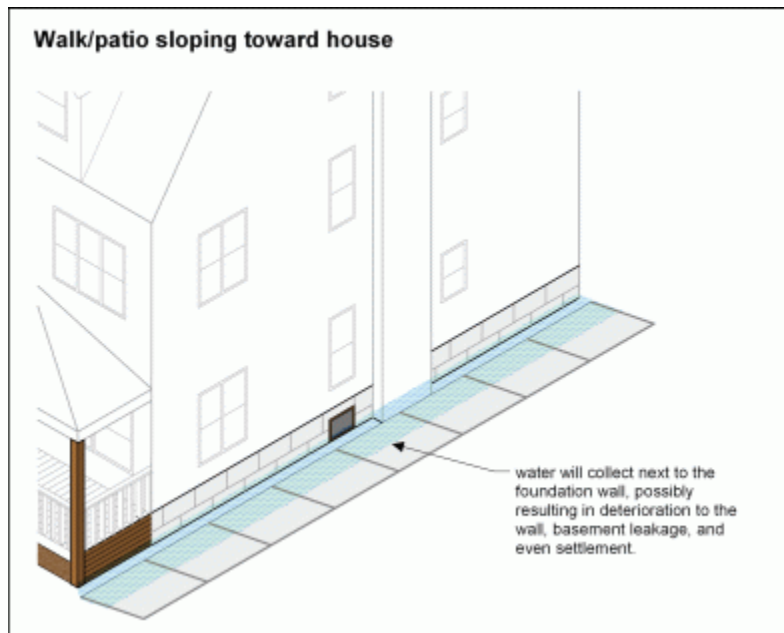 Walk/patio sloping toward house
water will collect next to the
foundation wall, possibly
resulting in deterioration to the
wall, basement leakage, and
even settlement.